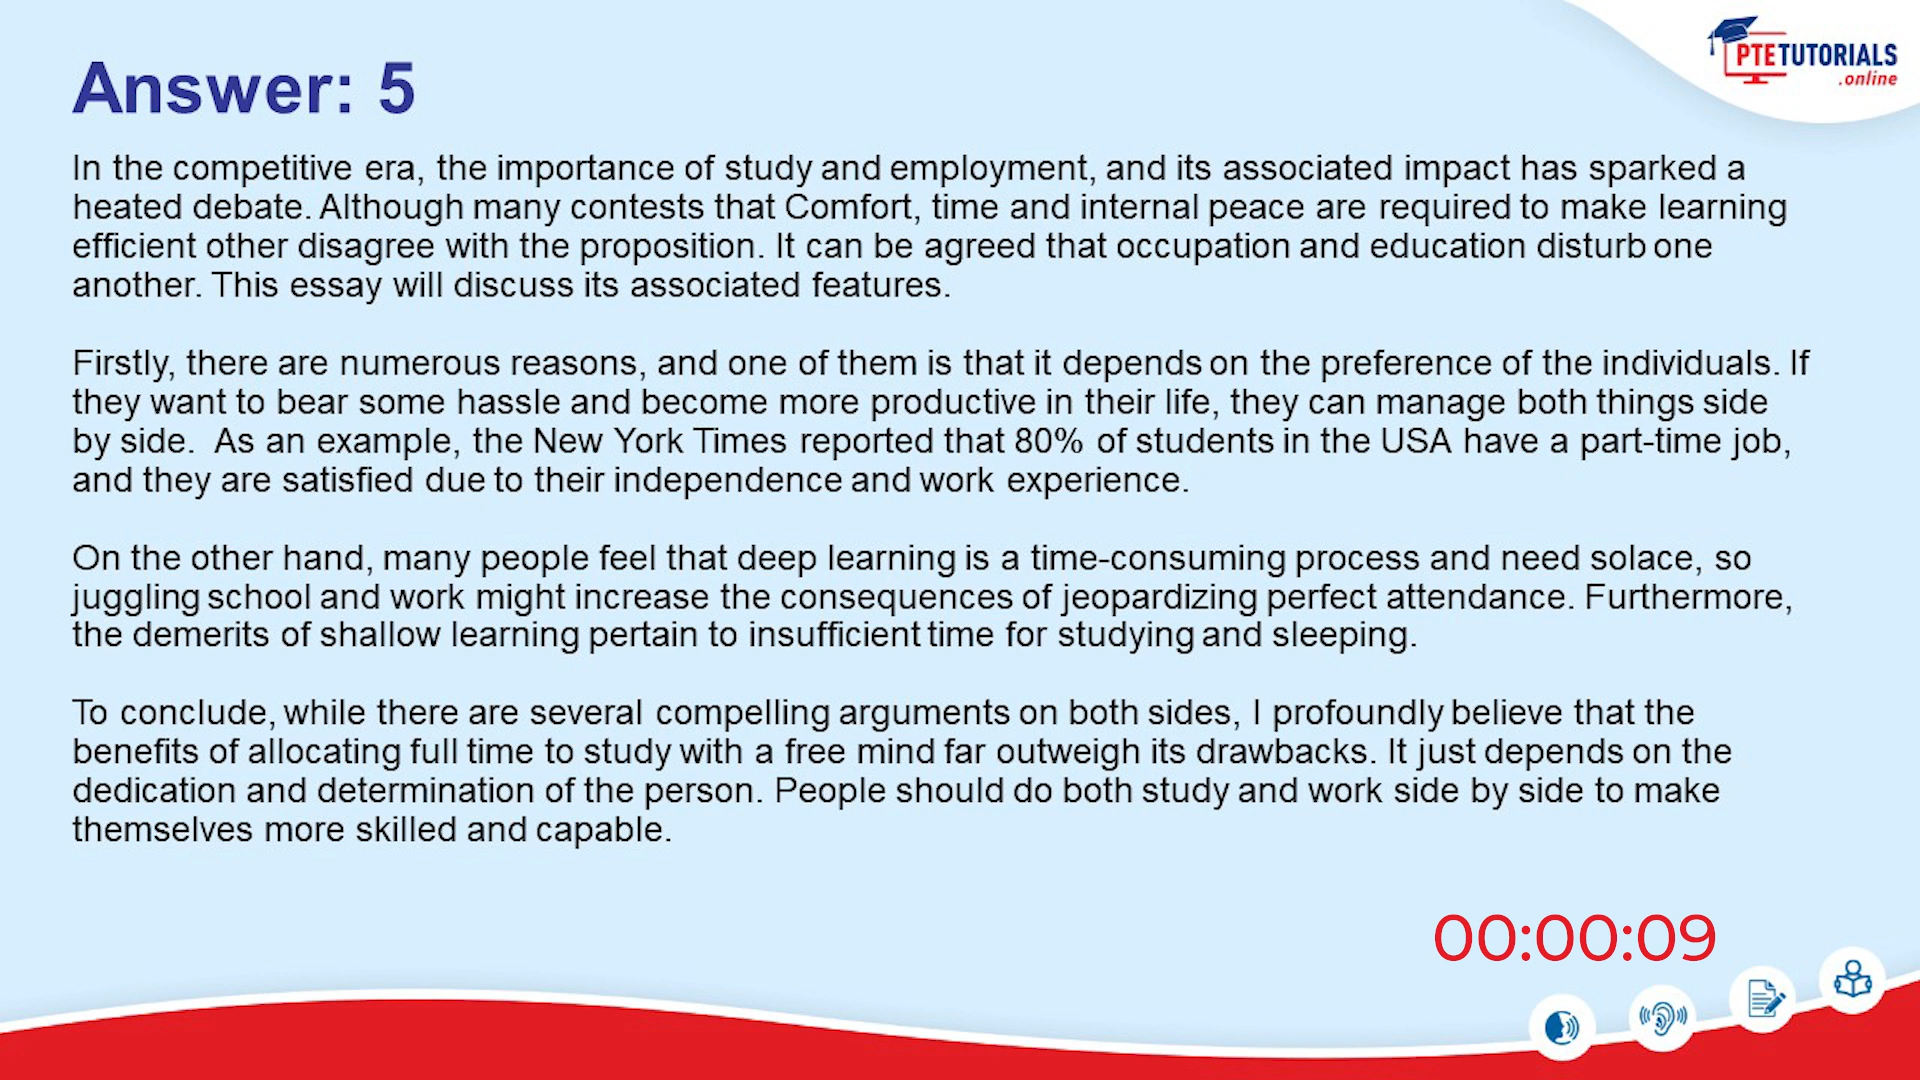 PTETUTORIALS
.online
Answer: 5
In the competitive era, the importance of study and employment, and its associated impact has sparked a
heated debate. Although many contests that Comfort, time and internal peace are required to make learning
efficient other disagree with the proposition. It can be agreed that occupation and education disturb one
another. This essay will discuss its associated features.
Firstly, there are numerous reasons, and one of them is that it depends on the preference of the individuals. If
they want to bear some hassle and become more productive in their life, they can manage both things side
by side. As an example, the New York Times reported that 80% of students in the USA have a part-time job,
and they are satisfied due to their independence and work experience.
On the other hand, many people feel that deep learning is a time-consuming process and need solace, so
juggling school and work might increase the consequences of jeopardizing perfect attendance. Furthermore,
the demerits of shallow learning pertain to insufficient time for studying and sleeping.
To conclude, while there are several compelling arguments on both sides, I profoundly believe that the
benefits of allocating full time to study with a free mind far outweigh its drawbacks. It just depends on the
dedication and determination of the person. People should do both study and work side by side to make
themselves more skilled and capable.
00:00:09